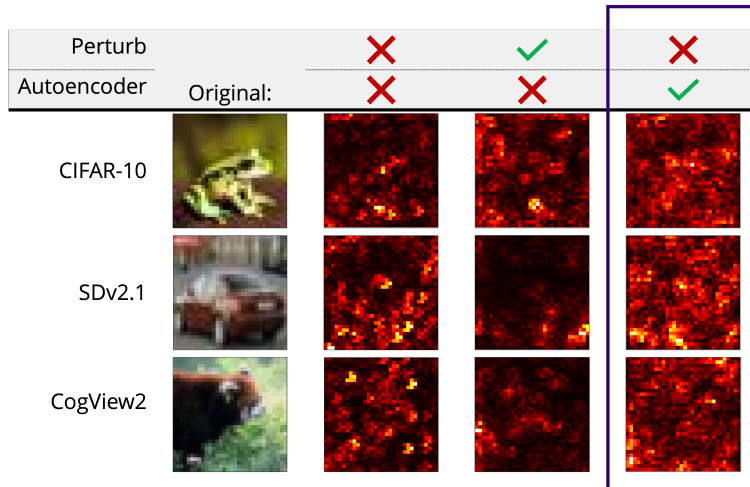 Perturb
Autoencoder
Original:
CIFAR-10
SDv2.1
CogView2